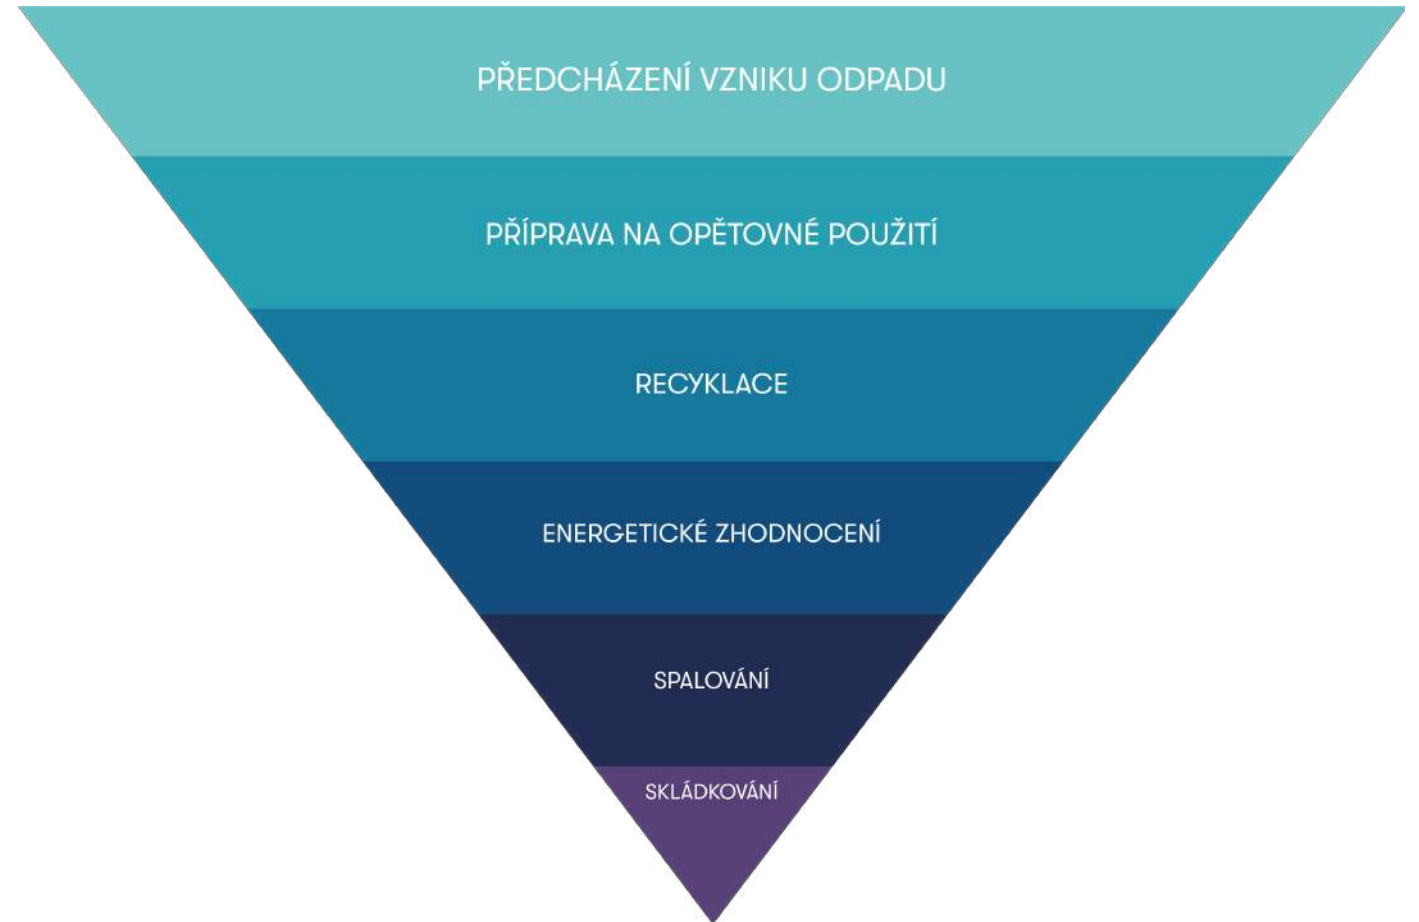 PŘEDCHÁZENÍ VZNIKU ODPADU
PŘÍPRAVA NA OPĚTOVNÉ POUŽITÍ
RECYKLACE
ENERGETICKÉ ZHODNOCENÍ
SPALOVÁNÍ
SKLÁDKOVÁNÍ